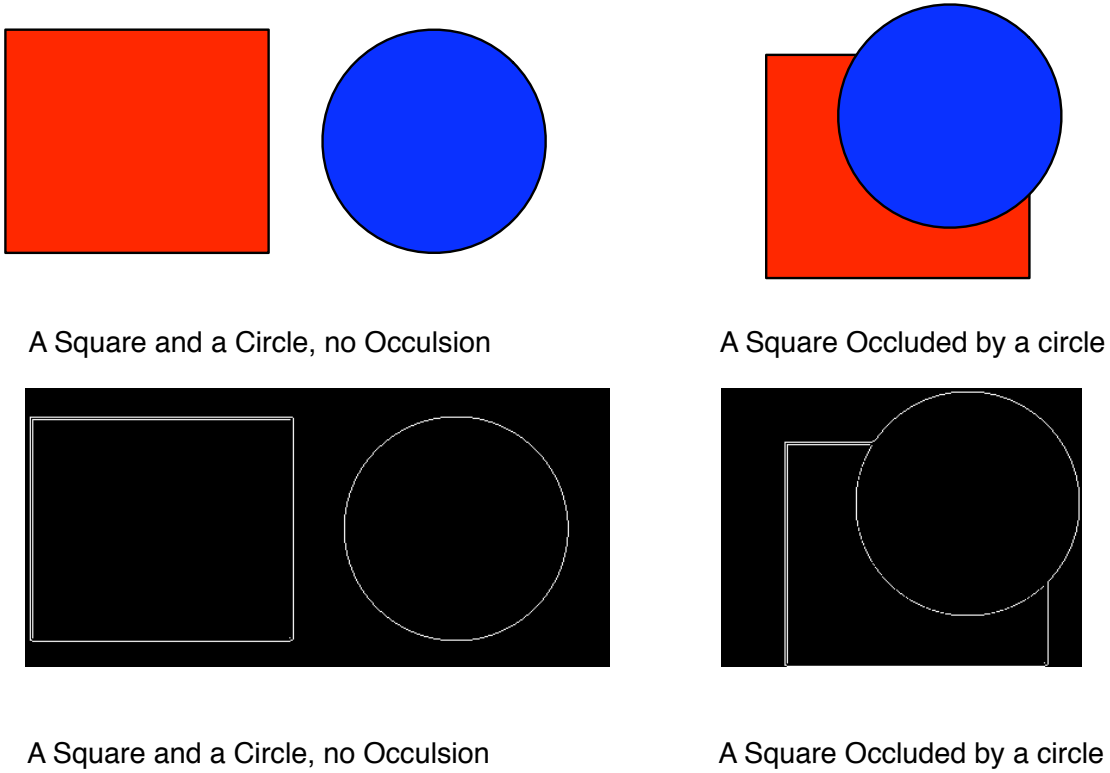 A Square and a Circle, no Occulsion
A Square Occluded by a circle
A Square and a Circle, no Occulsion
A Square Occluded by a circle